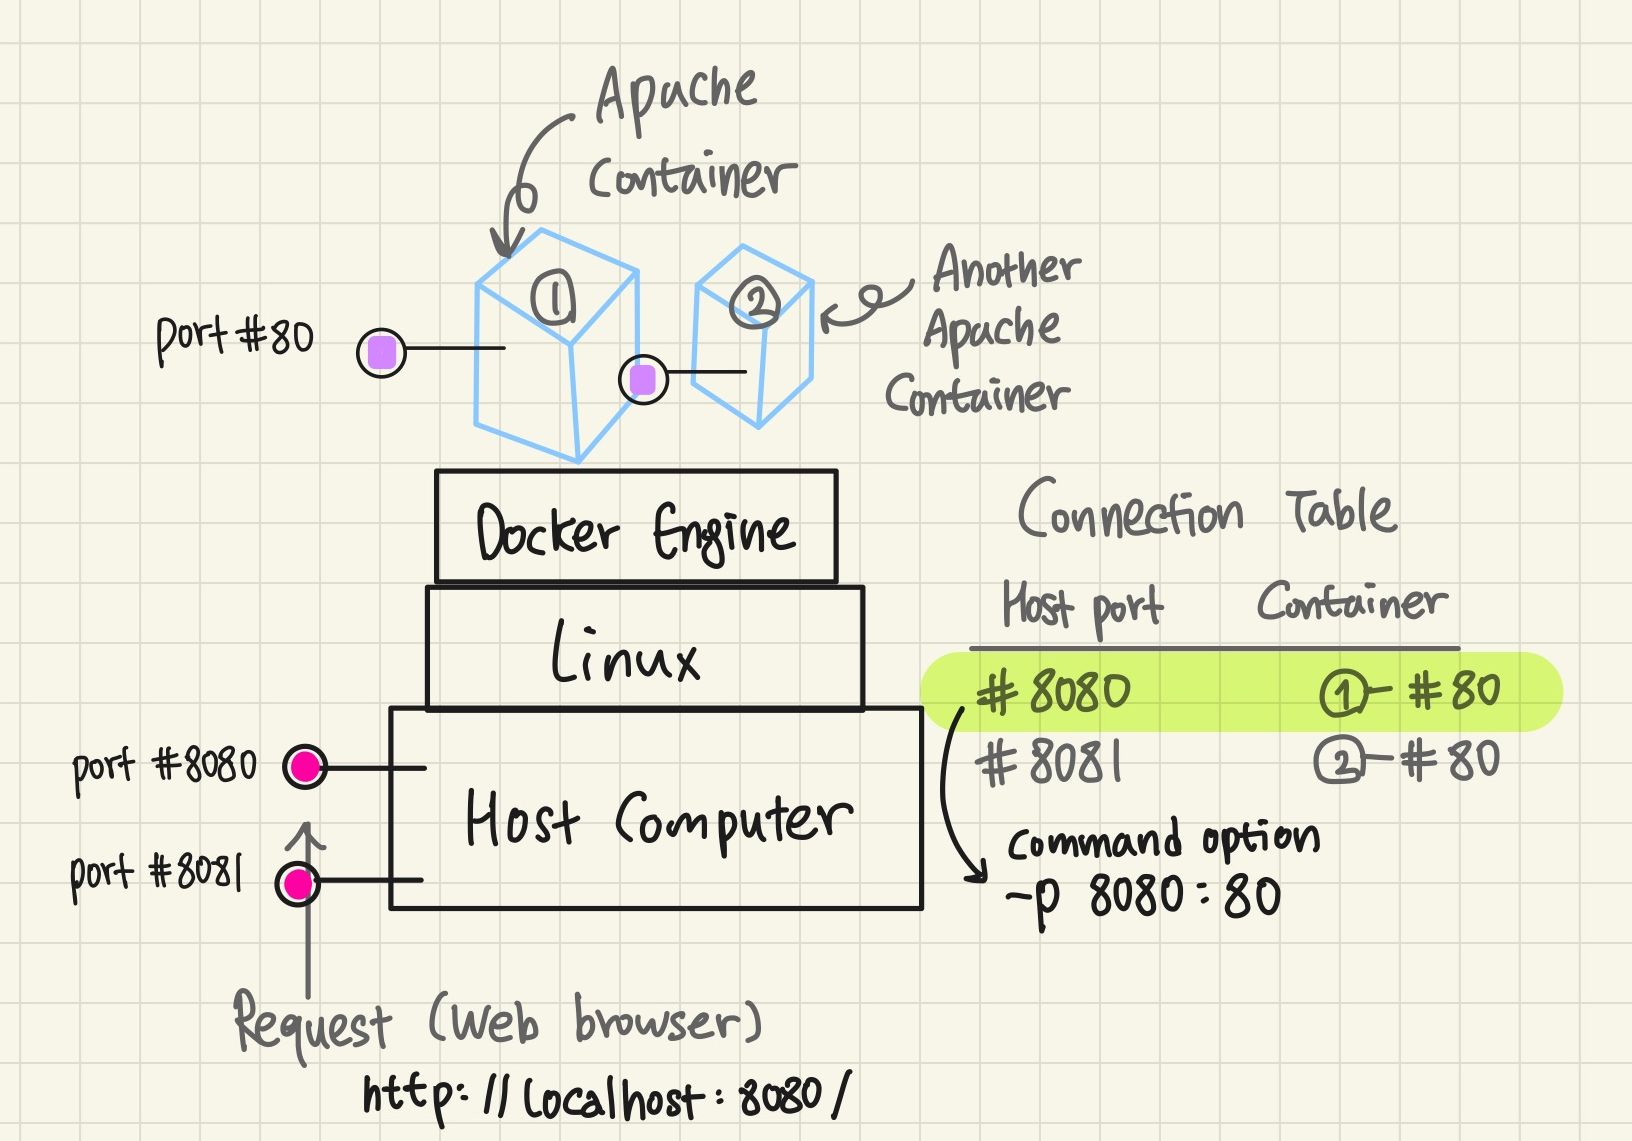 Apache
Container
①
②
Another
Apache
Container
port #80
Docker Engine
Linux
Host Computer
port #8080
port #8081
Connection Table
Host port Container
#8080 ①-#80
#8081 ②-#80
command option
-p 8080:80
Request (Web browser)
http://localhost:8080/